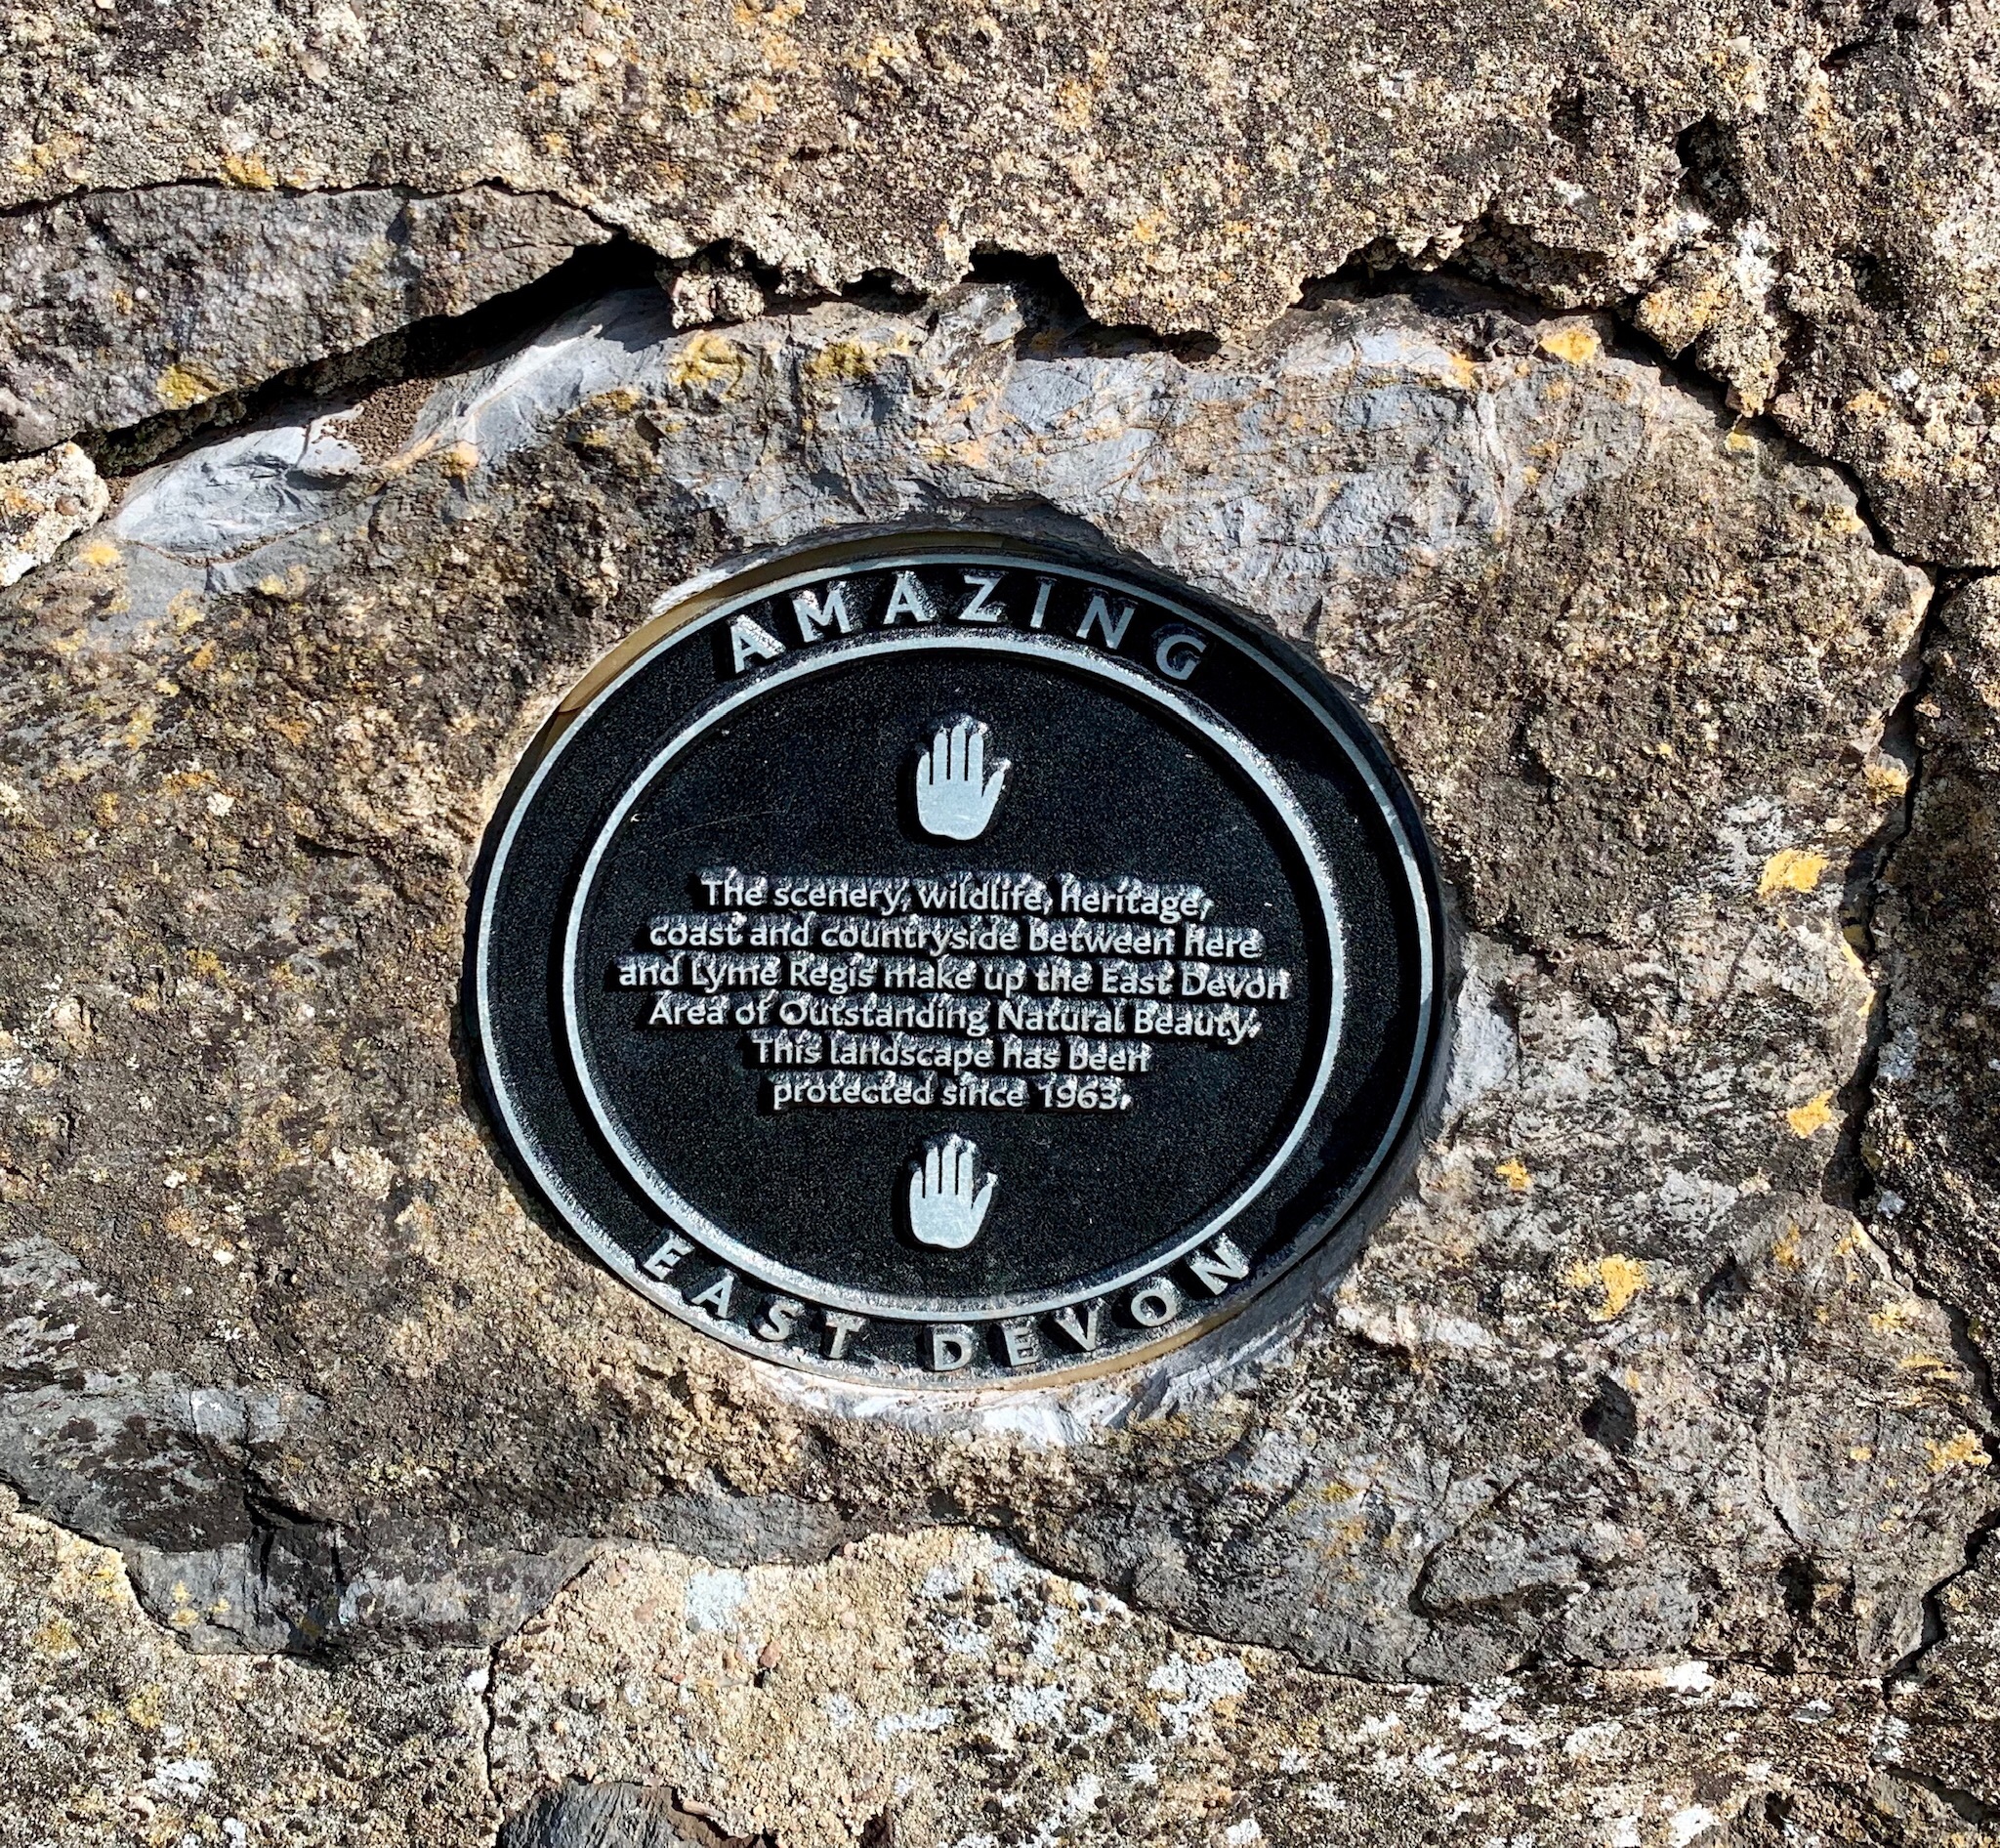 AMAZING
The scenery, wildlife, heritage,
coast and countryside between here
and Lyme Regis make up the East Devon
Area of Outstanding Natural Beauty.
This landscape has been
protected since 1963.
EAST DEVON